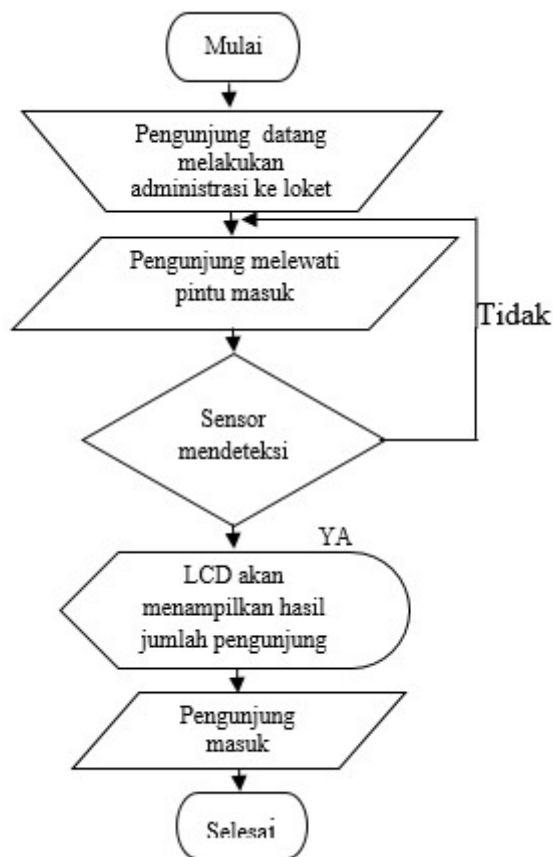 Mulai
Pengunjung datang
melakukan
administrasi ke loket
Pengunjung melewati
pintu masuk
Tidak
Sensor
mendeteksi
YA
LCD akan
menampilkan hasil
jumlah pengunjung
Pengunjung
masuk
Selesai